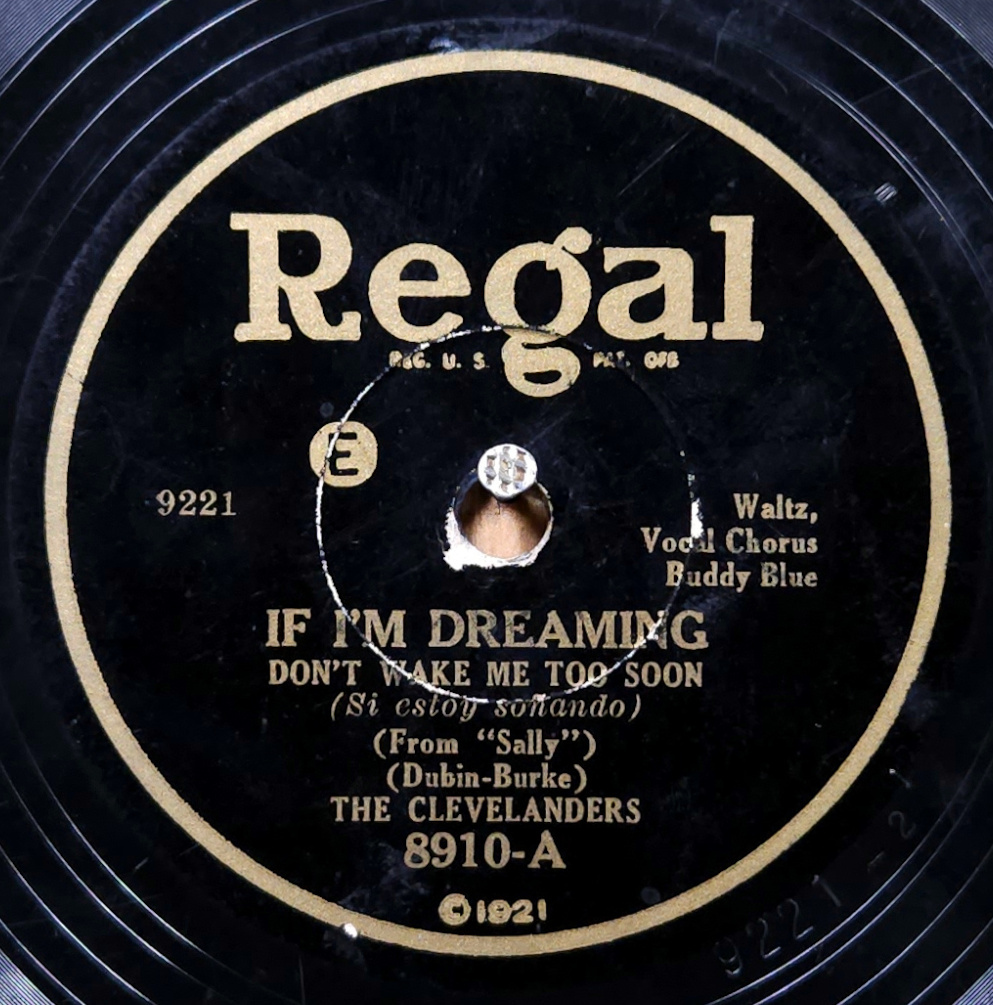 Regal
REG. U. S. PAT. OFF
E
9221
Waltz,
Vocal Chorus
Buddy Blue
IF I'M DREAMING
DON'T WAKE ME TOO SOON
(Si estoy soñando)
(From “Sally”)
(Dubin-Burke)
THE CLEVELANDERS
8910-A
©1921
9221-2